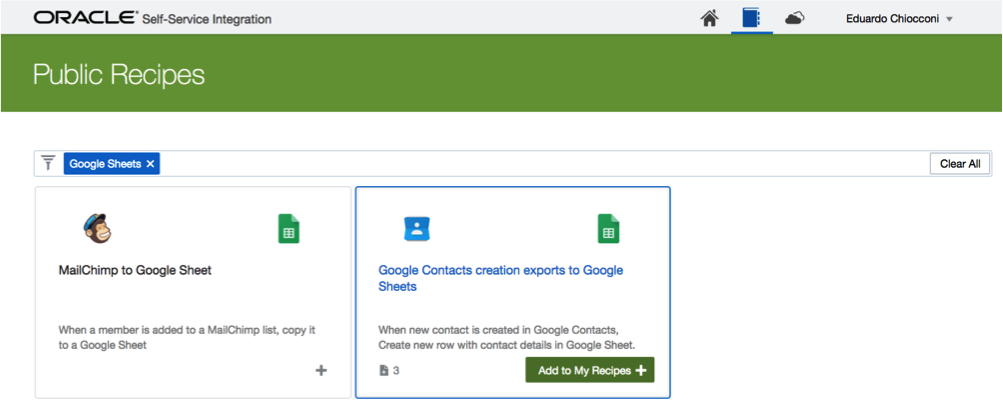 ORACLE® Self-Service Integration
Eduardo Chiocconi
Public Recipes
Google Sheets ×
Clear All
MailChimp to Google Sheet
When a member is added to a MailChimp list, copy it
to a Google Sheet
+
Google Contacts creation exports to Google
Sheets
When new contact is created in Google Contacts,
Create new row with contact details in Google Sheet.
3
Add to My Recipes +